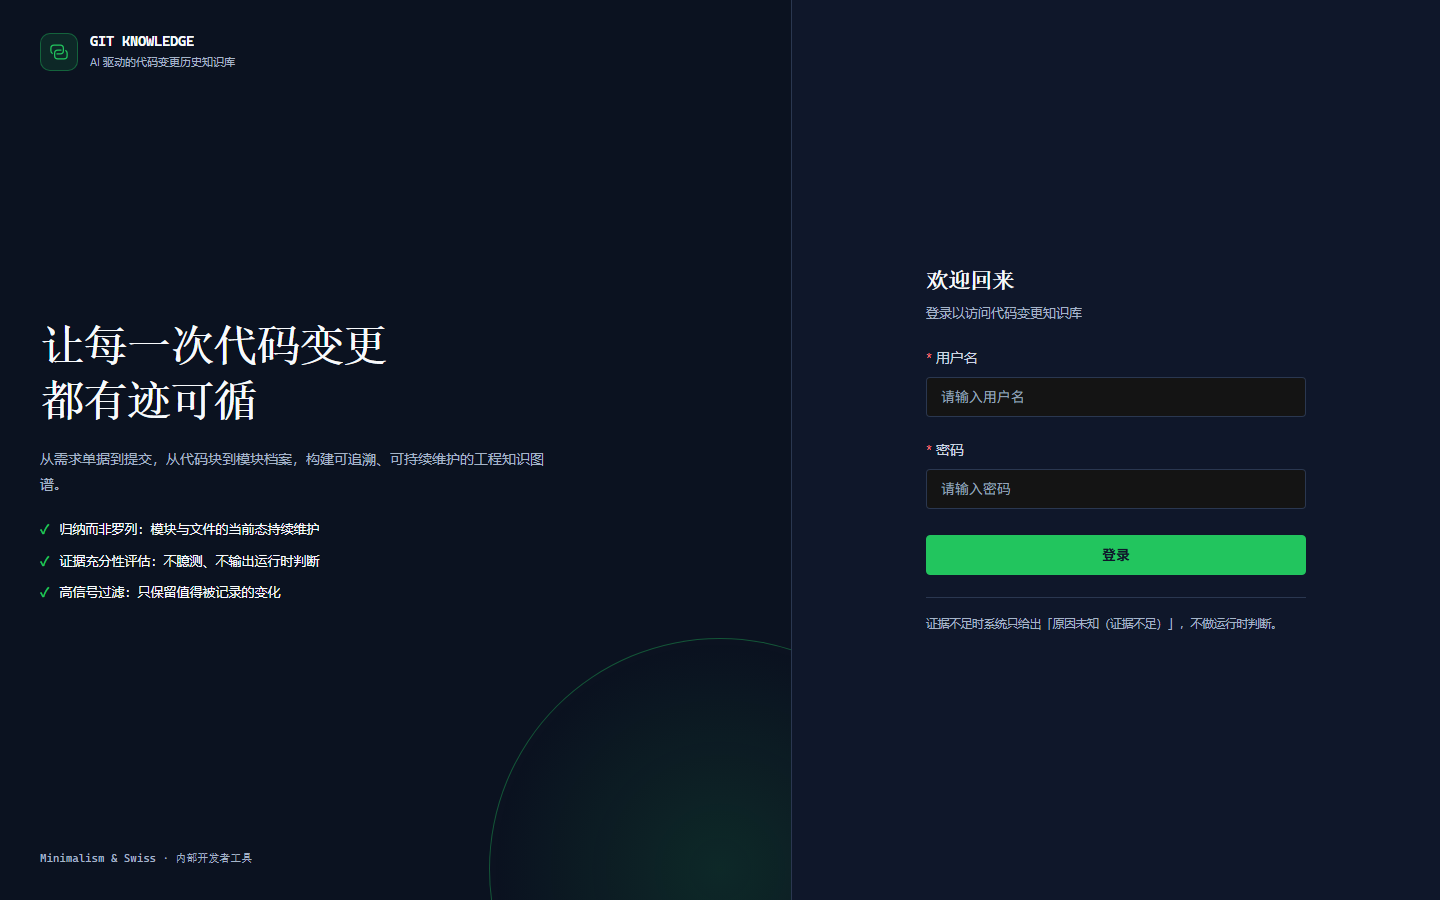 GIT KNOWLEDGE
AI 驱动的代码变更历史知识库
让每一次代码变更
都有迹可循
从需求单据到提交，从代码块到模块档案，构建可追溯、可持续维护的工程知识图
谱。
✓ 归纳而非罗列：模块与文件的当前态持续维护
✓ 证据充分性评估：不臆测、不输出运行时判断
✓ 高信号过滤：只保留值得被记录的变化
Minimalism & Swiss · 内部开发者工具
欢迎回来
登录以访问代码变更知识库
* 用户名
请输入用户名
* 密码
请输入密码
登录
证据不足时系统只给出「原因未知（证据不足）」，不做运行时判断。